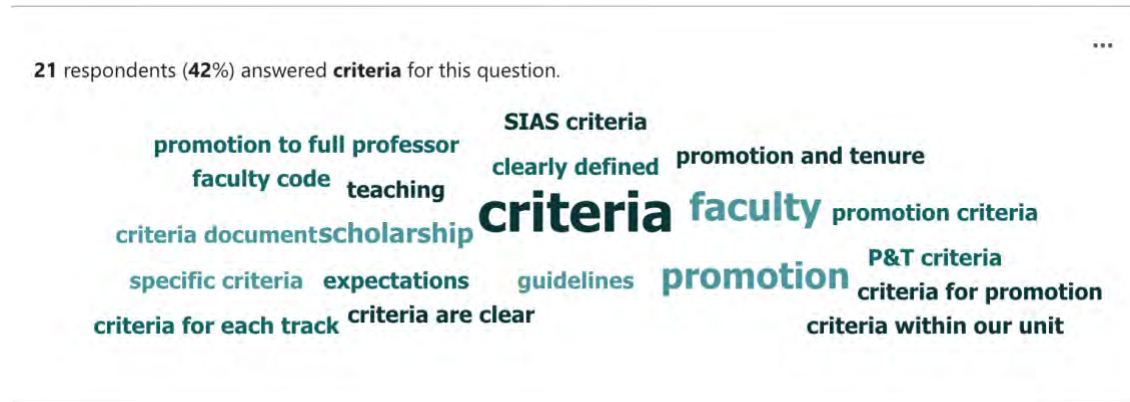 21 respondents (42%) answered criteria for this question.
SIAS criteria
promotion to full professor
clearly defined
promotion and tenure
faculty code
teaching
criteria
faculty
promotion criteria
criteria document
scholarship
P&T criteria
specific criteria
expectations
guidelines
promotion
criteria for promotion
criteria for each track
criteria are clear
criteria within our unit